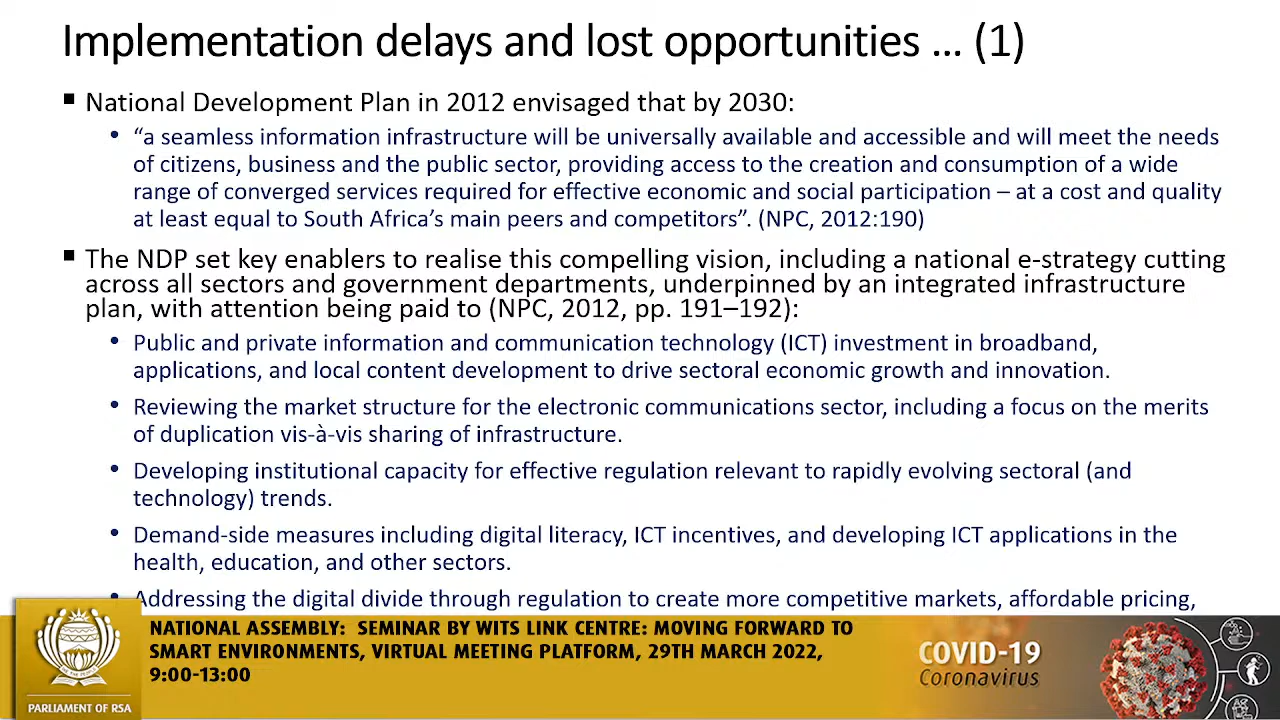 Implementation delays and lost opportunities ... (1)
▪ National Development Plan in 2012 envisaged that by 2030:
• “a seamless information infrastructure will be universally available and accessible and will meet the needs
of citizens, business and the public sector, providing access to the creation and consumption of a wide
range of converged services required for effective economic and social participation – at a cost and quality
at least equal to South Africa’s main peers and competitors”. (NPC, 2012:190)
▪ The NDP set key enablers to realise this compelling vision, including a national e-strategy cutting
across all sectors and government departments, underpinned by an integrated infrastructure
plan, with attention being paid to (NPC, 2012, pp. 191–192):
• Public and private information and communication technology (ICT) investment in broadband,
applications, and local content development to drive sectoral economic growth and innovation.
• Reviewing the market structure for the electronic communications sector, including a focus on the merits
of duplication vis-à-vis sharing of infrastructure.
• Developing institutional capacity for effective regulation relevant to rapidly evolving sectoral (and
technology) trends.
• Demand-side measures including digital literacy, ICT incentives, and developing ICT applications in the
health, education, and other sectors.
• Addressing the digital divide through regulation to create more competitive markets, affordable pricing,
NATIONAL ASSEMBLY: SEMINAR BY WITS LINK CENTRE: MOVING FORWARD TO
SMART ENVIRONMENTS, VIRTUAL MEETING PLATFORM, 29TH MARCH 2022,
9:00-13:00
PARLIAMENT OF RSA
COVID-19
Coronavirus